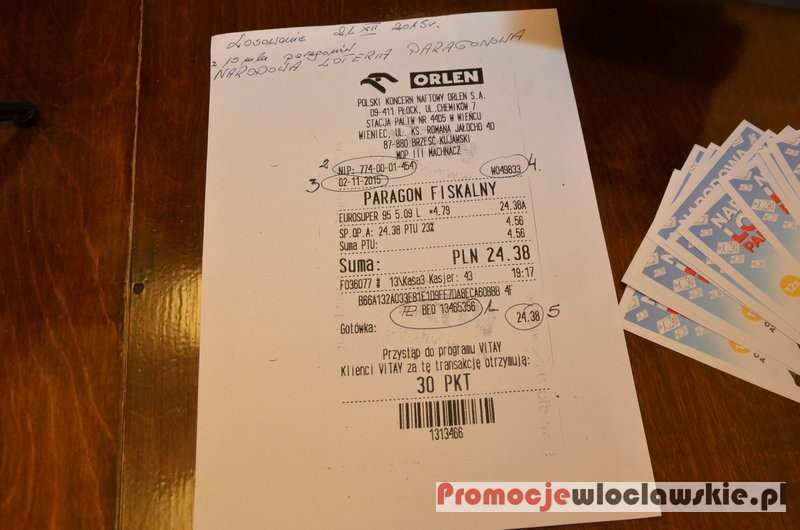 Losowanie 21 XII 2015r.
z 15 mln paragonów
NARODOWA LOTERIA PARAGONOWA
ORLEN
POLSKI KONCERN NAFTOWY ORLEN S.A.
09-411 PŁOCK, UL.CHEMIKÓW 7
STACJA PALIW NR 4405 W WIEŃCU
WIENIEC, UL. KS. ROMANA JAŁOCHO 4D
87-880 BRZEŚĆ KUJAWSKI
MOP III MACHNACZ
2 NIP: 774-00-01-454 W049833 4.
3 02-11-2015
PARAGON FISKALNY
EUROSUPER 95 5.09 L *4.79 24.38A
SP.OP.A: 24.38 PTU 23% 4.56
Suma PTU: 4.56
Suma: PLN 24.38
F036077 # 13\Kasa3 Kasjer: 43 19:17
BEO 13465356 1
24.38 5
Gotówka:
Przystąp do programu VITAY
Klienci VITAY za tę transakcję otrzymują:
30 PKT
1313466
Promocjewloclawskie.pl